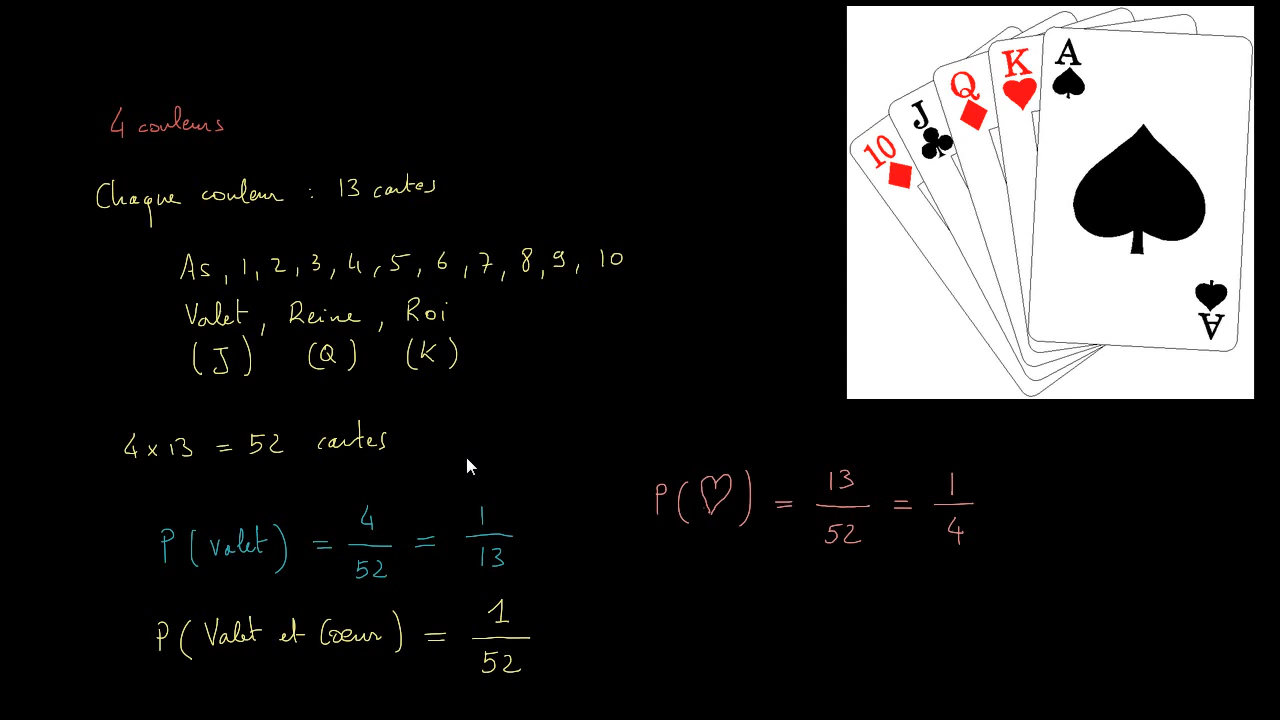 4 couleurs
Chaque couleur : 13 cartes
As, 1, 2, 3, 4, 5, 6, 7, 8, 9, 10
Valet, Reine, Roi
(J) (Q) (K)
4 x 13 = 52 cartes
P(valet) = 4/52 = 1/13
P(Valet et Cœur) = 1/52
P(♡) = 13/52 = 1/4
10
J
Q
K
A
A